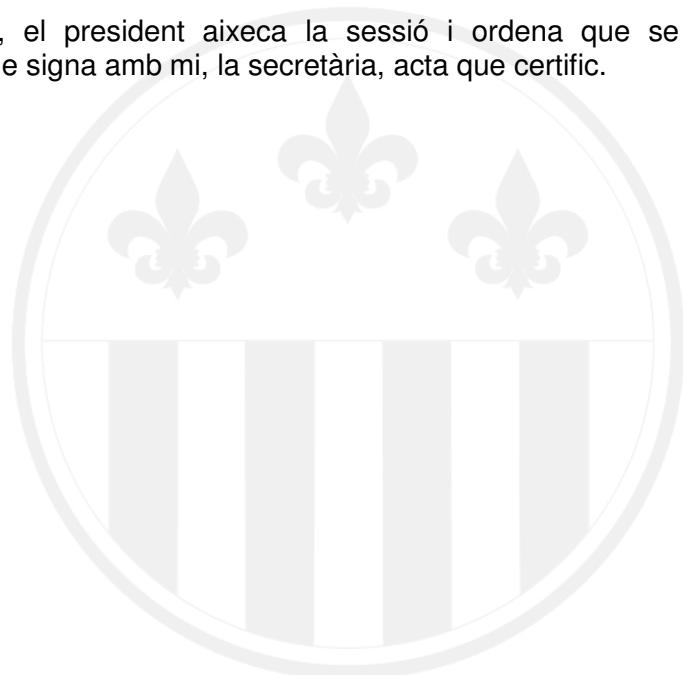 , el president aixeca la sessió i ordena que se
e signa amb mi, la secretària, acta que certific.